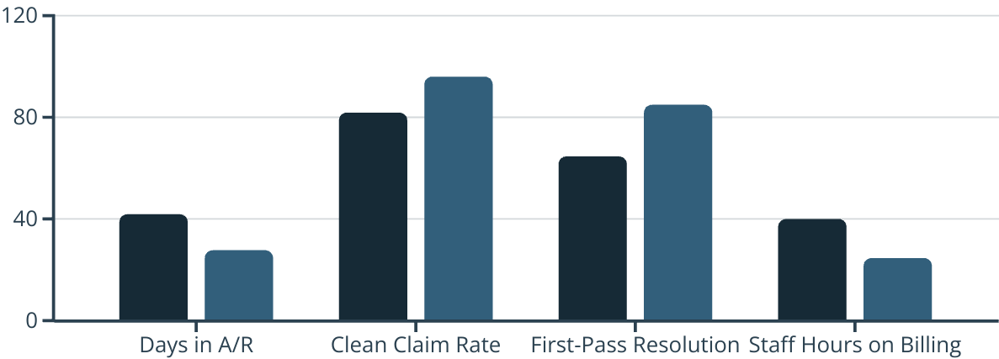 120
80
40
0
Days in A/R Clean Claim Rate First-Pass Resolution Staff Hours on Billing